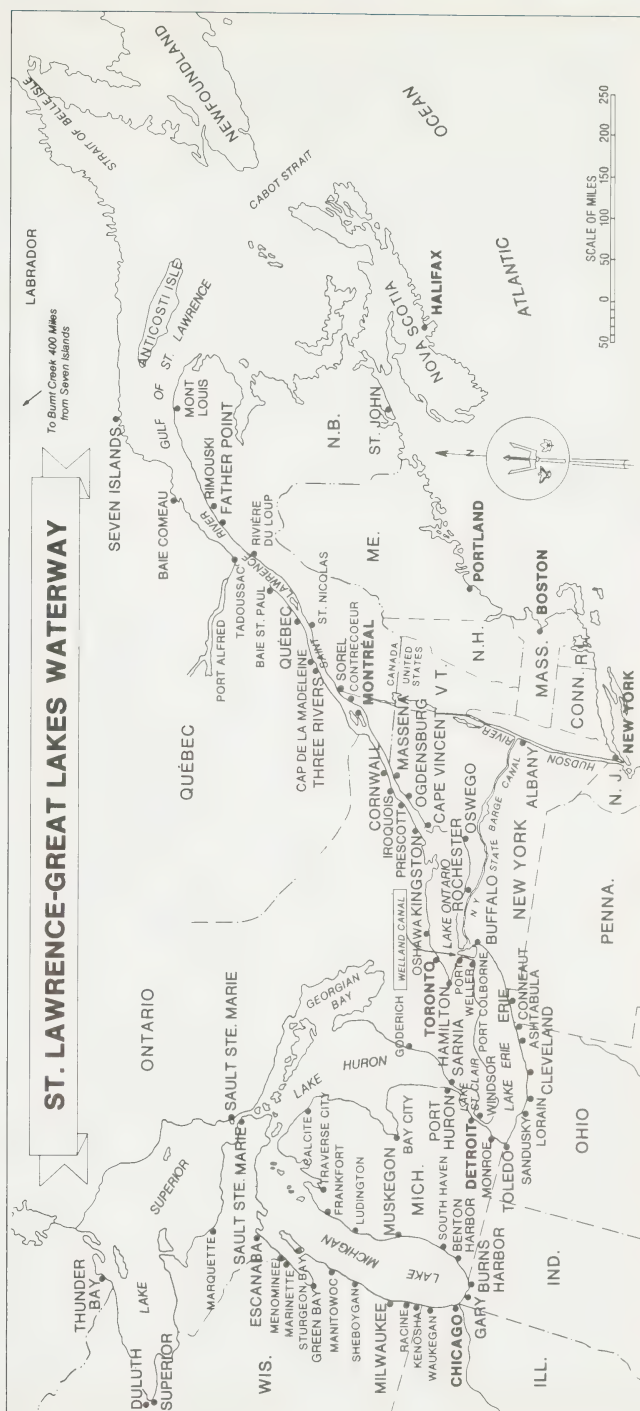 ST. LAWRENCE-GREAT LAKES WATERWAY
LABRADOR
To Burnt Creek 400 Miles
from Seven Islands
STRAIT OF BELLE ISLE
NEWFOUNDLAND
CABOT STRAIT
OCEAN
ATLANTIC
SEVEN ISLANDS
ANTICOSTI ISLE
GULF OF ST. LAWRENCE
BAIE COMEAU
MONT
LOUIS
RIMOUSKI
FATHER POINT
RIVER
LAWRENCE
SAINT
TADOUSSAC
RIVIÈRE
DU LOUP
PORT ALFRED
BAIE ST. PAUL
QUÉBEC
QUÉBEC
ST. NICOLAS
CAP DE LA MADELEINE
THREE RIVERS
SOREL
CONTRECOEUR
MONTRÉAL
N.B.
ST. JOHN
NOVA SCOTIA
HALIFAX
ME.
PORTLAND
CANADA
UNITED
STATES
N.H.
V T.
BOSTON
MASS.
CONN.
R.I.
NEW YORK
N. J.
HUDSON
RIVER
ALBANY
NEW YORK
N Y STATE BARGE CANAL
PENNA.
CORNWALL
MASSENA
IROQUOIS
OGDENSBURG
PRESCOTT
CAPE VINCENT
KINGSTON
OSWEGO
ROCHESTER
LAKE ONTARIO
OSHAWA
WELLAND CANAL
TORONTO
HAMILTON
PORT
WELLER
BUFFALO
PORT COLBORNE
ONTARIO
GEORGIAN
BAY
GODERICH
LAKE
HURON
SARNIA
PORT
HURON
LAKE
ST. CLAIR
WINDSOR
DETROIT
MONROE
TOLEDO
LAKE ERIE
ERIE
CONNEAUT
ASHTABULA
CLEVELAND
LORAIN
SANDUSKY
OHIO
SAULT STE. MARIE
SAULT STE. MARIE
LAKE
SUPERIOR
THUNDER
BAY
DULUTH
SUPERIOR
MARQUETTE
ESCANABA
MENOMINEE
MARINETTE
STURGEON BAY
GREEN BAY
MANITOWOC
SHEBOYGAN
MILWAUKEE
RACINE
KENOSHA
WAUKEGAN
CHICAGO
WIS.
ILL.
IND.
GARY
BURNS
HARBOR
LAKE
MICHIGAN
CALCITE
TRAVERSE CITY
FRANKFORT
LUDINGTON
MUSKEGON
BAY CITY
MICH.
SOUTH HAVEN
BENTON
HARBOR
N
SCALE OF MILES
50 0 50 100 150 200 250